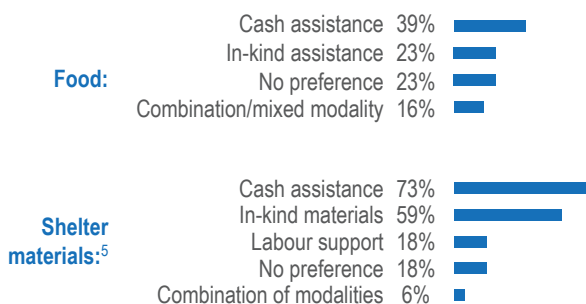 Food:
Cash assistance 39%
In-kind assistance 23%
No preference 23%
Combination/mixed modality 16%
Shelter
materials:5
Cash assistance 73%
In-kind materials 59%
Labour support 18%
No preference 18%
Combination of modalities 6%